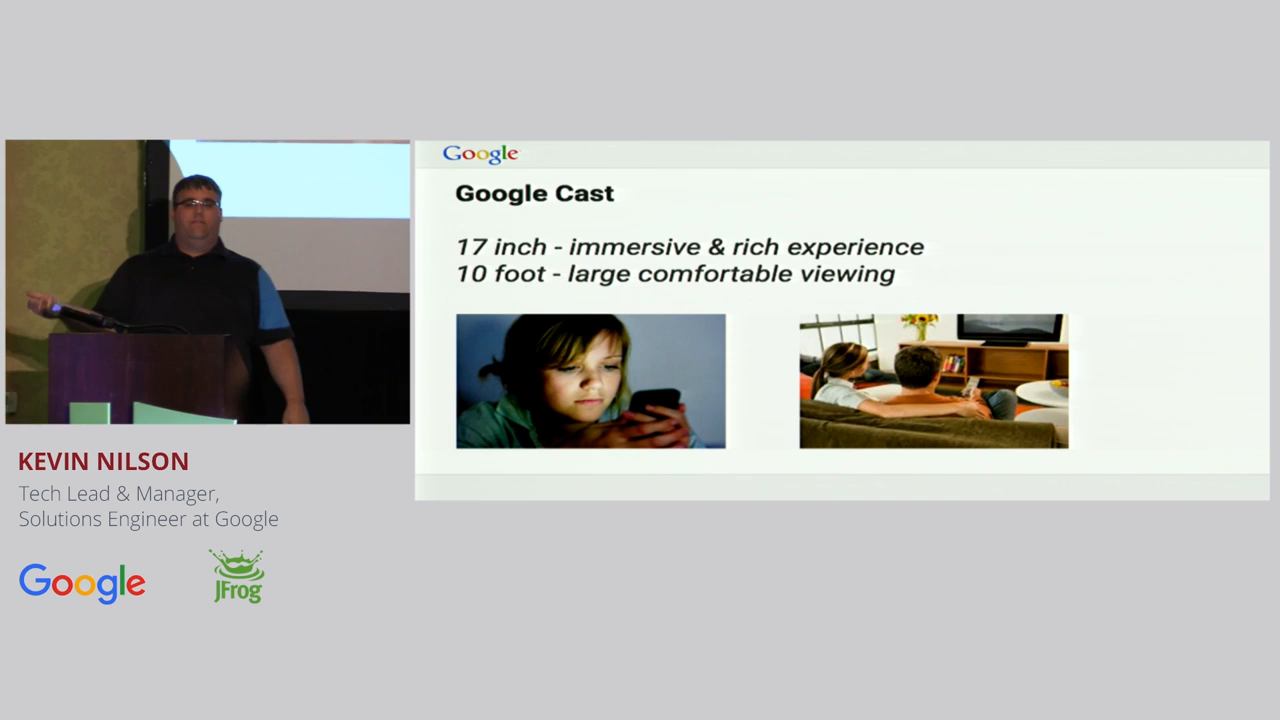 Google
Google Cast
17 inch - immersive & rich experience
10 foot - large comfortable viewing
KEVIN NILSON
Tech Lead & Manager,
Solutions Engineer at Google
Google
JFrog